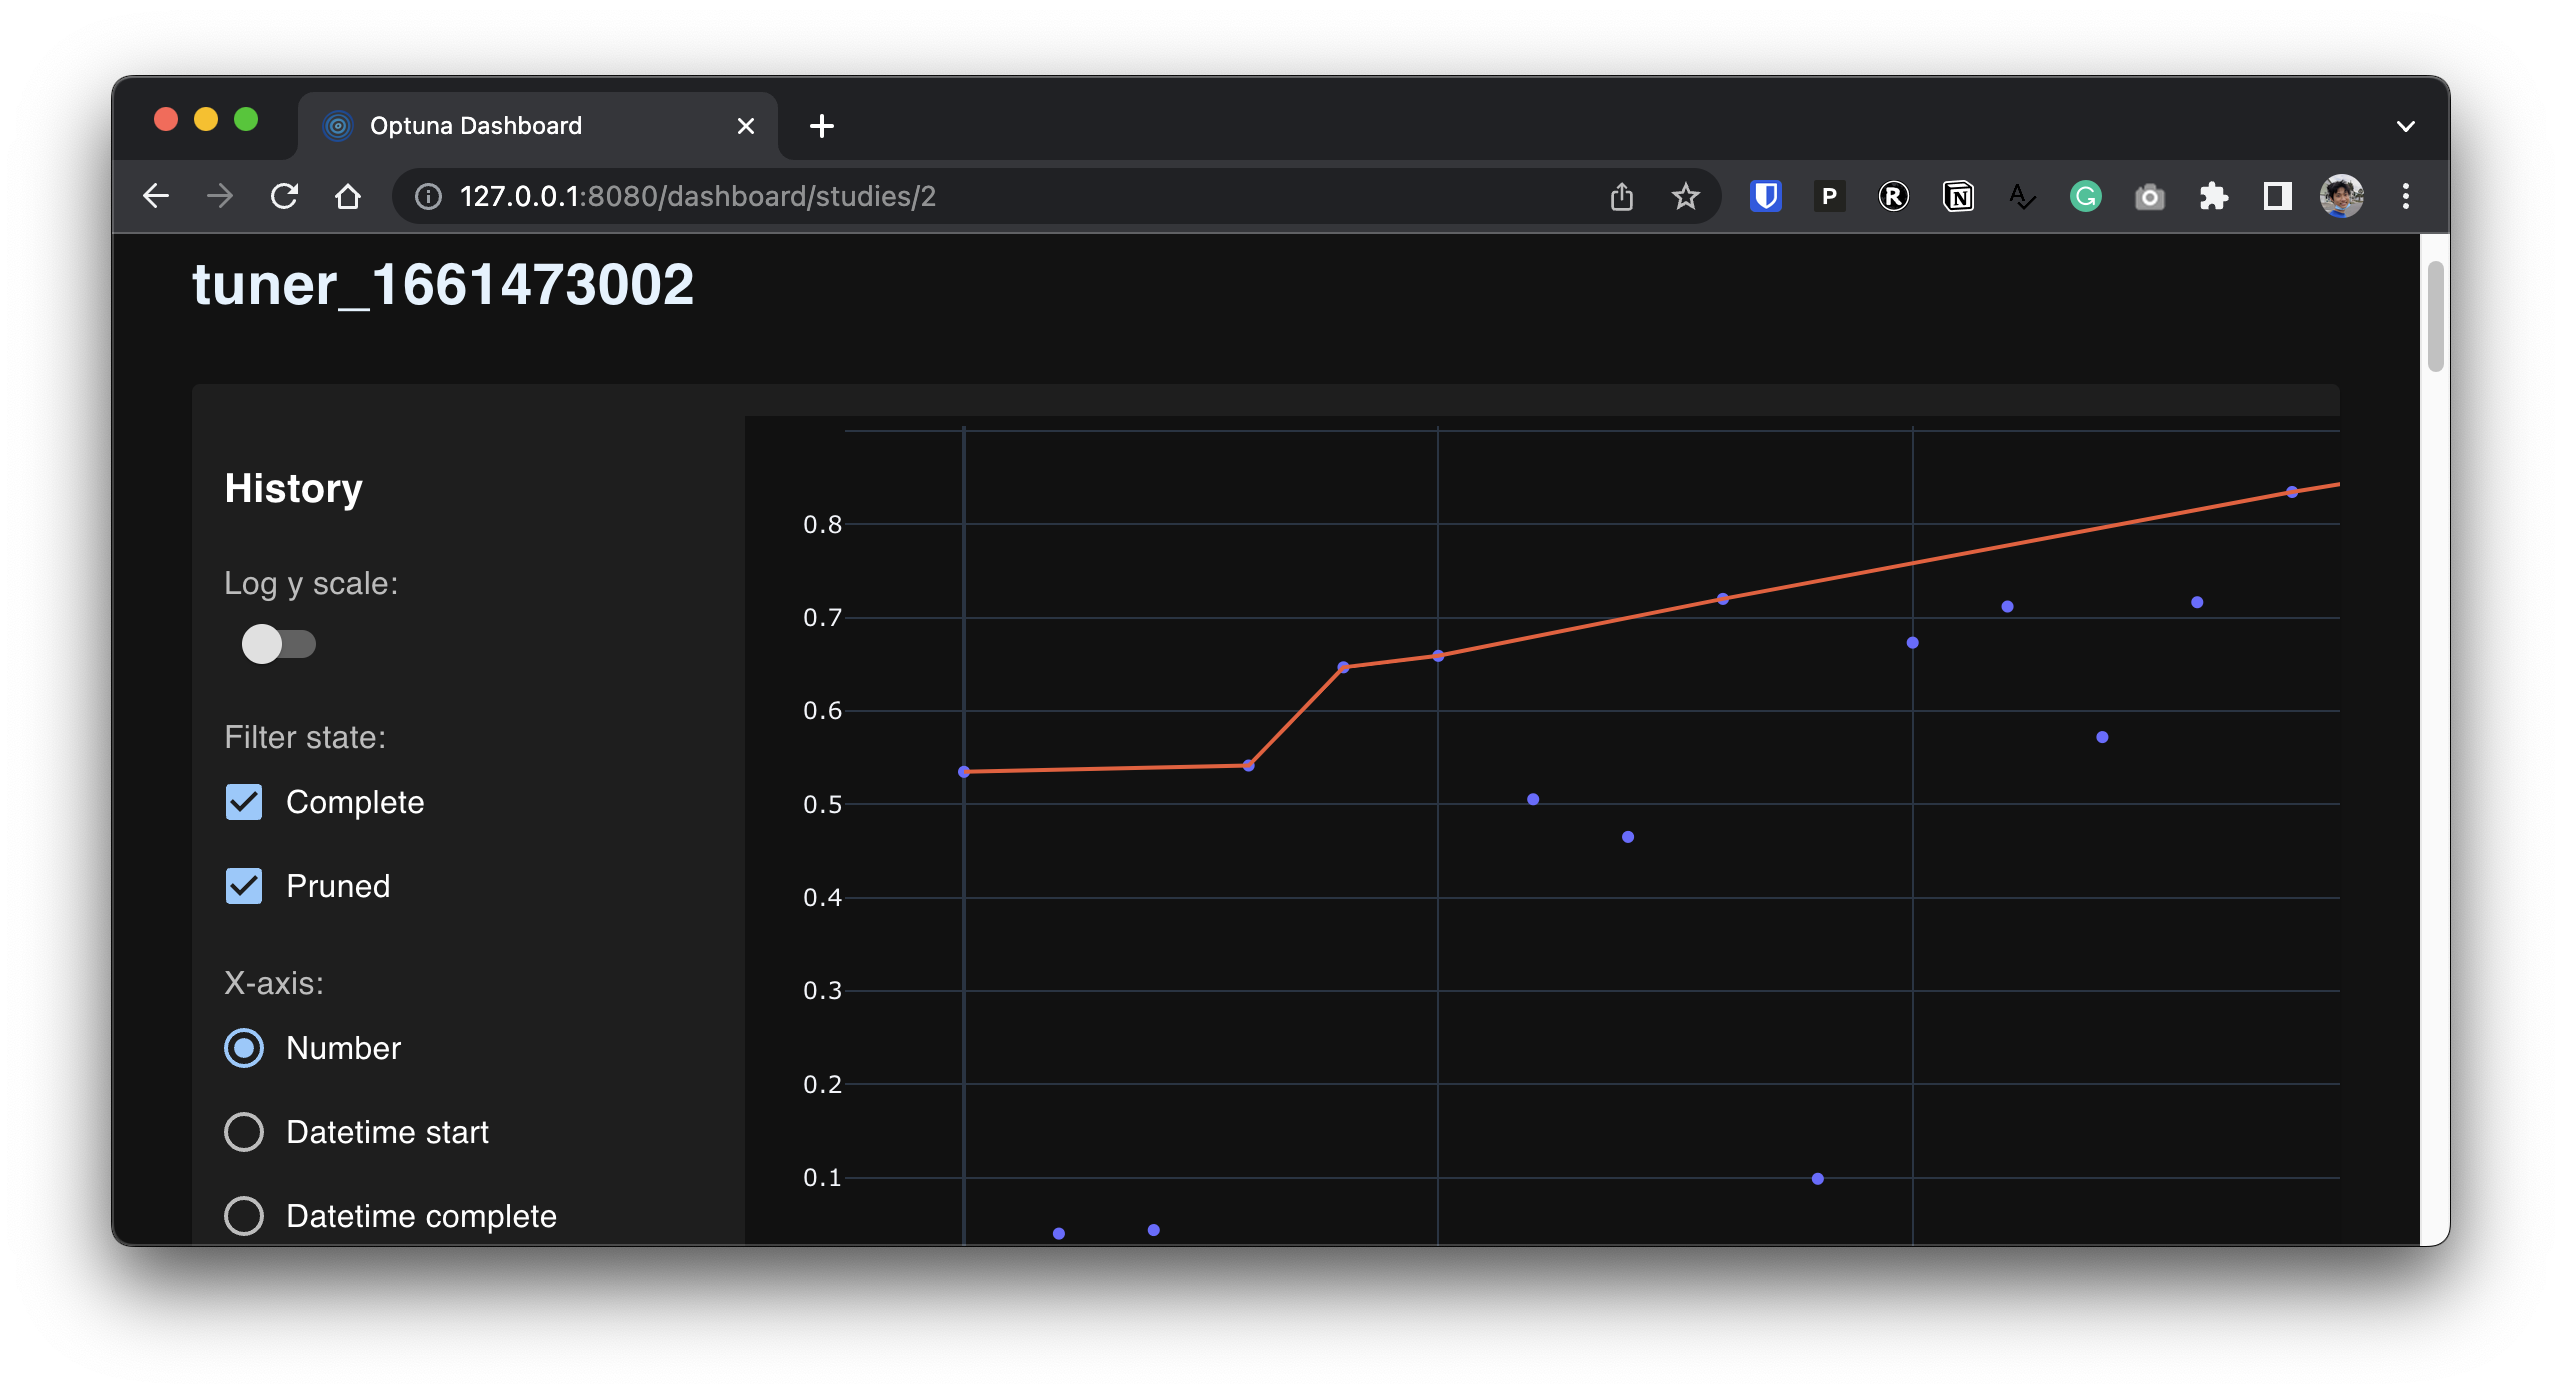 Optuna Dashboard
127.0.0.1:8080/dashboard/studies/2
P
R
N
A
G
tuner_1661473002
History
Log y scale:
Filter state:
Complete
Pruned
X-axis:
Number
Datetime start
Datetime complete
0.8
0.7
0.6
0.5
0.4
0.3
0.2
0.1